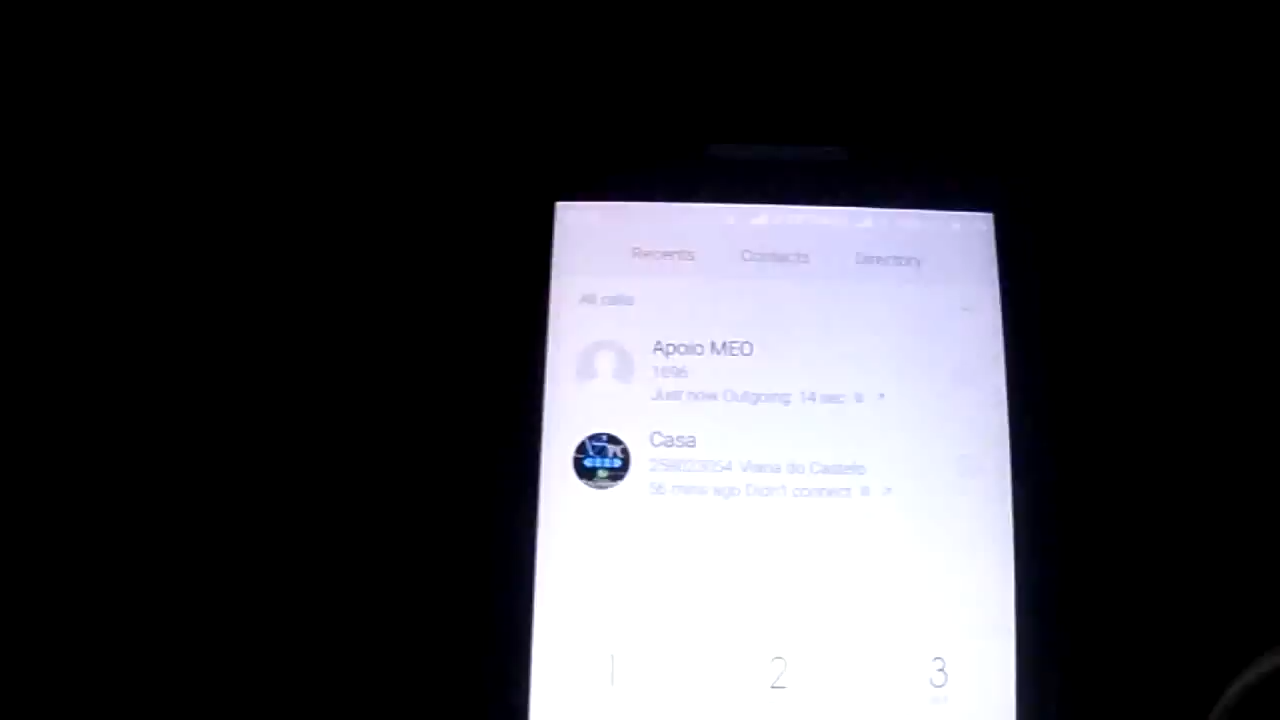 Recents Contacts Directory
All calls
Apoio MEO
1696
Just now Outgoing 14 sec
Casa
Viana do Castelo
56 mins ago Didn't connect
1 2 3